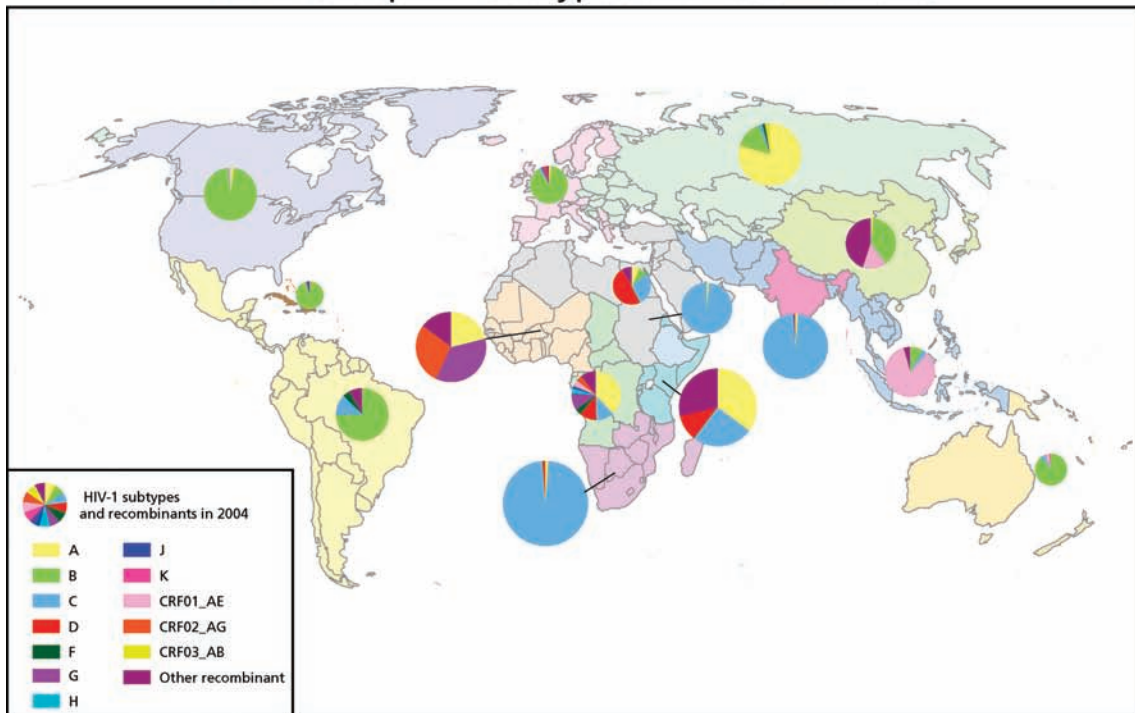 HIV-1 subtypes
and recombinants in 2004
A
B
C
D
F
G
H
J
K
CRF01_AE
CRF02_AG
CRF03_AB
Other recombinant